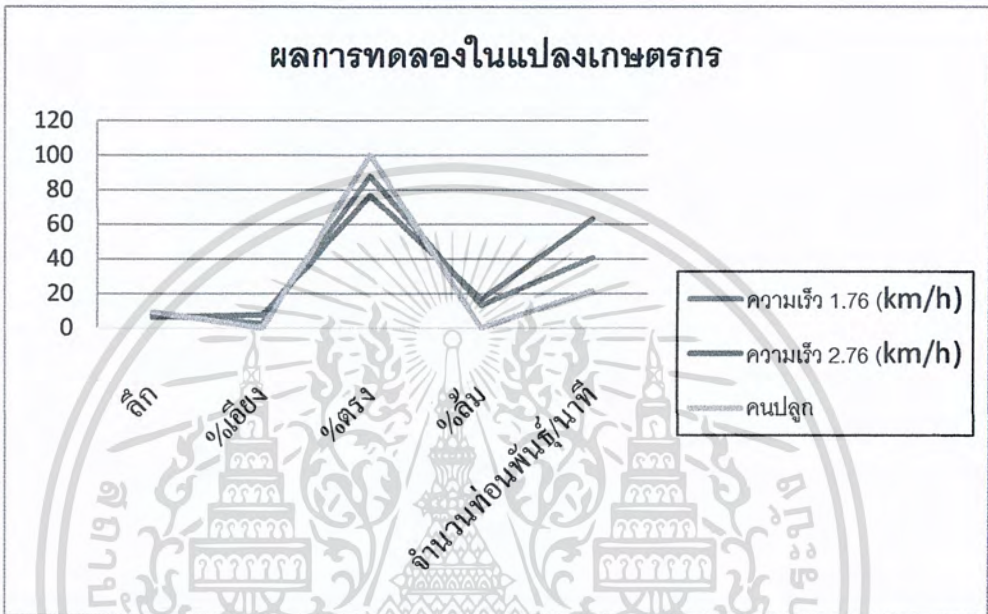 ผลการทดลองในแปลงเกษตรกร
120
100
80
60
40
20
0
ลึก
%เอียง
%ตรง
%ล้ม
จำนวนท่อนพันธุ์/นาที
ความเร็ว 1.76 (km/h)
ความเร็ว 2.76 (km/h)
คนปลูก